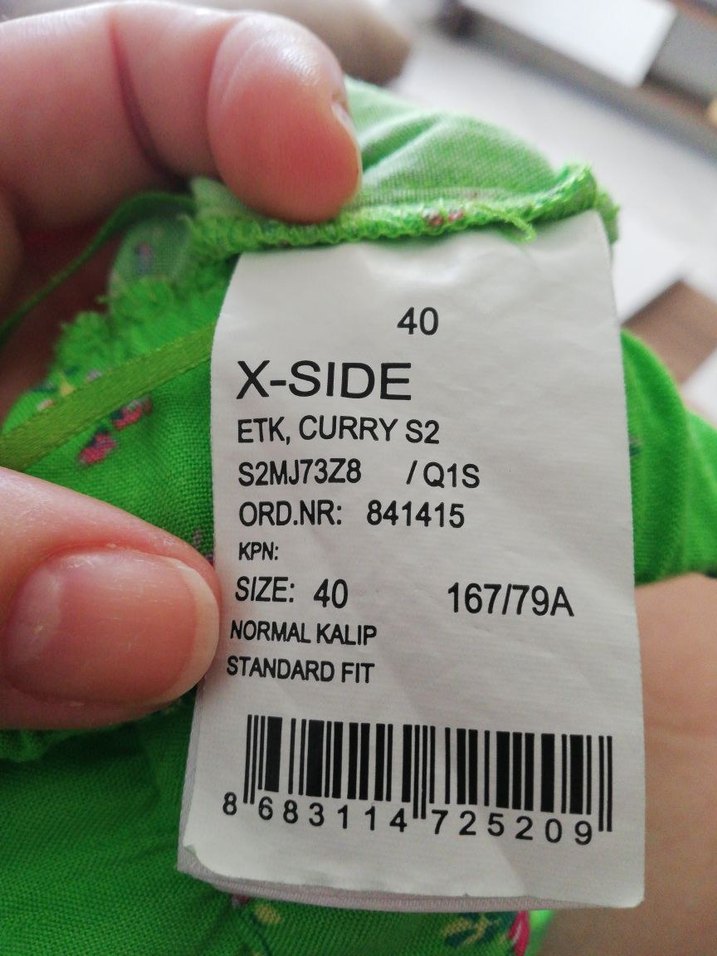 40
X-SIDE
ETK, CURRY S2
S2MJ73Z8 /Q1S
ORD.NR: 841415
KPN:
SIZE: 40 167/79A
NORMAL KALIP
STANDARD FIT
8 683114 725209